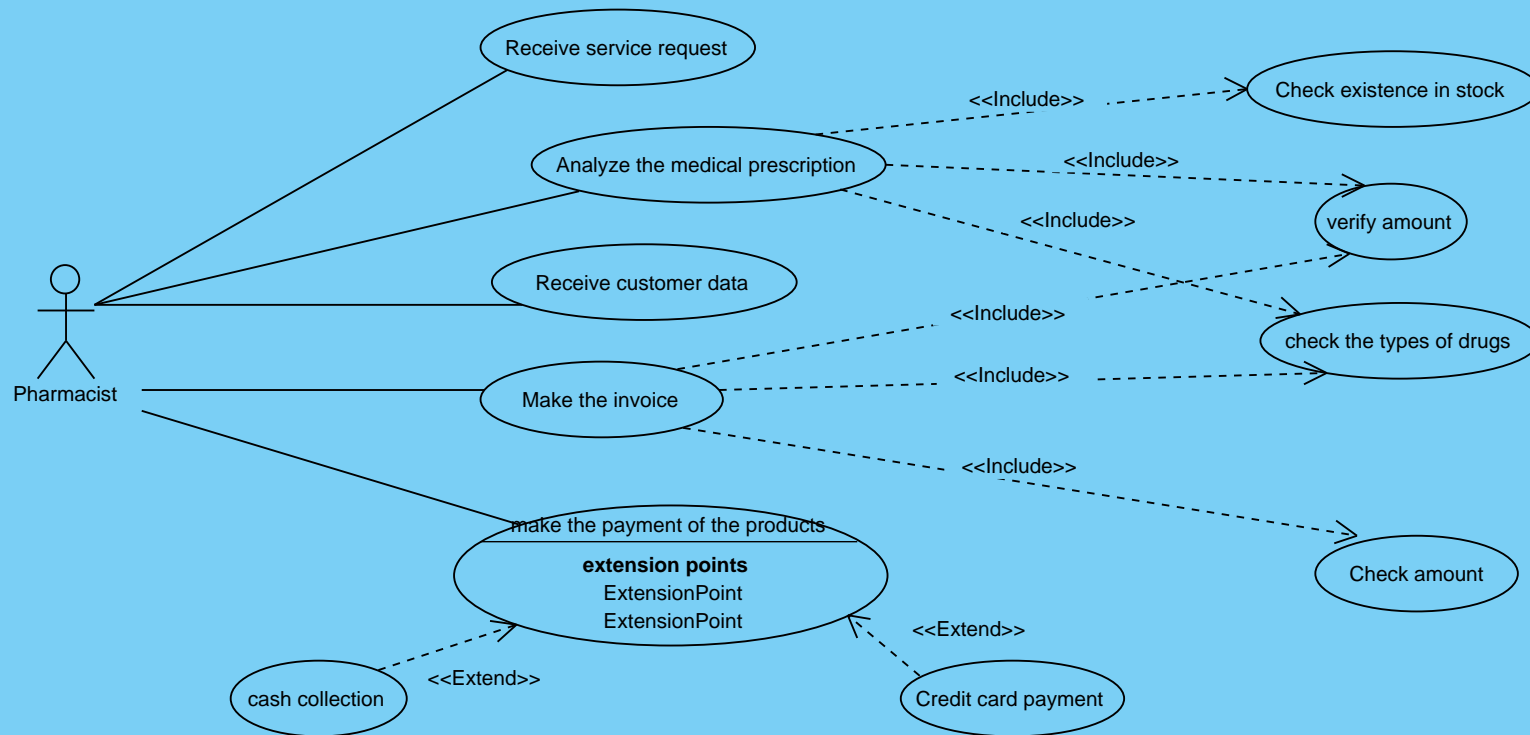 Receive service request
<<Include>>
Check existence in stock
Analyze the medical prescription
<<Include>>
verify amount
<<Include>>
Receive customer data
<<Include>>
check the types of drugs
Pharmacist
Make the invoice
<<Include>>
<<Include>>
make the payment of the products
extension points
ExtensionPoint
ExtensionPoint
Check amount
<<Extend>>
cash collection
<<Extend>>
Credit card payment